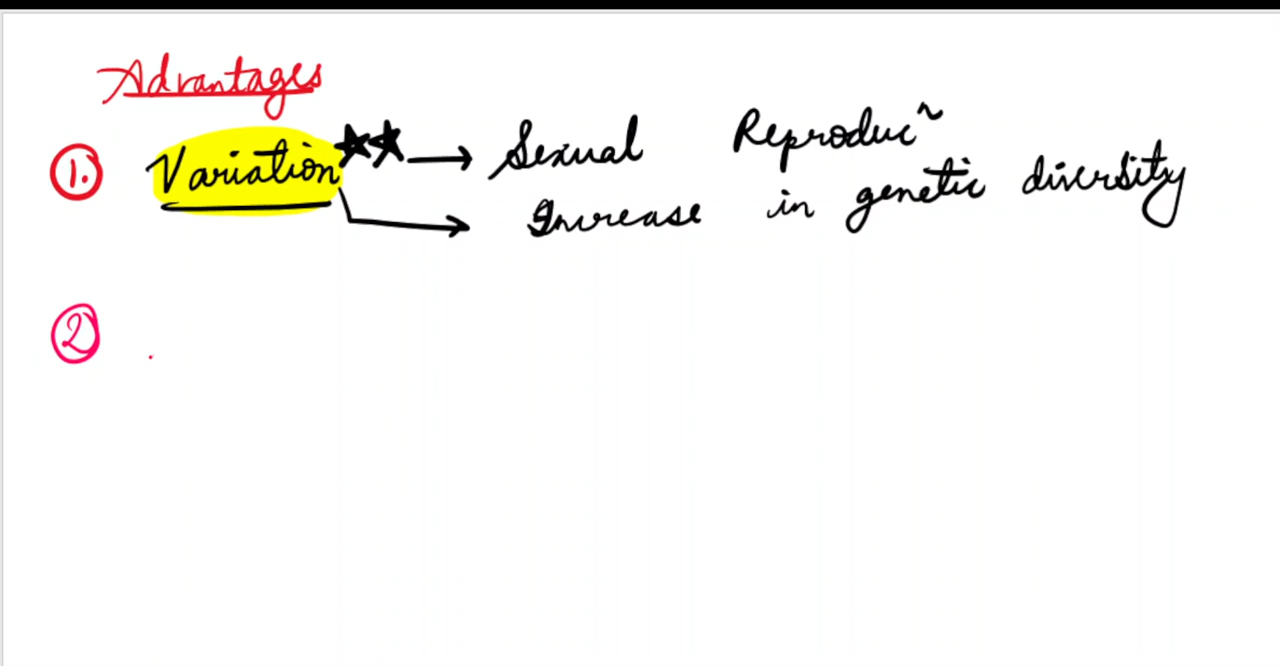 Advantages
1. Variation ★★ → Sexual Reproducⁿ
→ Increase in genetic diversity
2